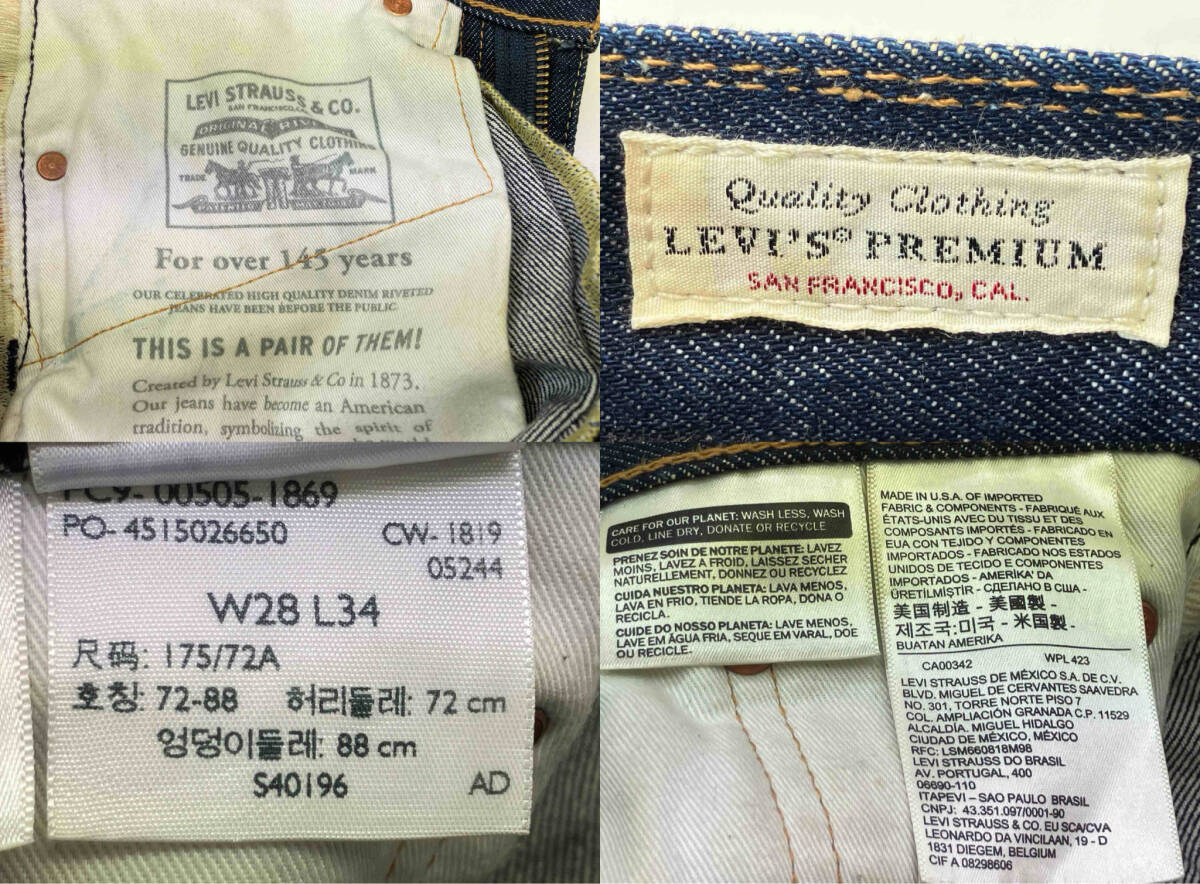 LEVI STRAUSS & CO.
SAN FRANCISCO, CAL.
ORIGINAL
GENUINE QUALITY CLOTHING
TRADE MARK
For over 145 years
OUR CELEBRATED HIGH QUALITY DENIM RIVETED
JEANS HAVE BEEN BEFORE THE PUBLIC
THIS IS A PAIR OF THEM!
Created by Levi Strauss & Co in 1873.
Our jeans have become an American
tradition, symbolizing the spirit of
Quality Clothing
LEVI'S® PREMIUM
SAN FRANCISCO, CAL.
PC9-00505-1869
PO-4515026650 CW-1819
05244
W28 L34
尺码: 175/72A
호칭: 72-88 허리둘레: 72 cm
엉덩이둘레: 88 cm
S40196 AD
CARE FOR OUR PLANET: WASH LESS, WASH
COLD, LINE DRY, DONATE OR RECYCLE
PRENEZ SOIN DE NOTRE PLANETE: LAVEZ
MOINS, LAVEZ À FROID, LAISSEZ SECHER
NATURELLEMENT, DONNEZ OU RECYCLEZ
CUIDA NUESTRO PLANETA: LAVA MENOS,
LAVA EN FRIO, TIENDE LA ROPA, DONA O
RECICLA.
CUIDE DO NOSSO PLANETA: LAVE MENOS,
LAVE EM ÁGUA FRIA, SEQUE EM VARAL, DOE
OU RECICLE.
MADE IN U.S.A. OF IMPORTED
FABRIC & COMPONENTS - FABRIQUÉ AUX
ÉTATS-UNIS AVEC DU TISSU ET DES
COMPOSANTS IMPORTÉS - FABRICADO EN
EUA CON TEJIDO Y COMPONENTES
IMPORTADOS - FABRICADO NOS ESTADOS
UNIDOS DE TECIDO E COMPONENTES
IMPORTADOS - AMERİKA' DA
ÜRETİLMİŞTİR - СДЕЛАНО В США -
美国制造 - 美國製 -
제조국:미국 - 米国製 -
BUATAN AMERIKA
CA00342 WPL 423
LEVI STRAUSS DE MÉXICO S.A. DE C.V.
BLVD. MIGUEL DE CERVANTES SAAVEDRA
NO. 301, TORRE NORTE PISO 7
COL. AMPLIACIÓN GRANADA C.P. 11529
ALCALDÍA. MIGUEL HIDALGO
CIUDAD DE MÉXICO, MÉXICO
RFC: LSM660818M98
LEVI STRAUSS DO BRASIL
AV. PORTUGAL, 400
06690-110
ITAPEVI – SAO PAULO BRASIL
CNPJ: 43.351.097/0001-90
LEVI STRAUSS & CO. EU SCA/CVA
LEONARDO DA VINCILAAN, 19 - D
1831 DIEGEM, BELGIUM
CIF A 08298606